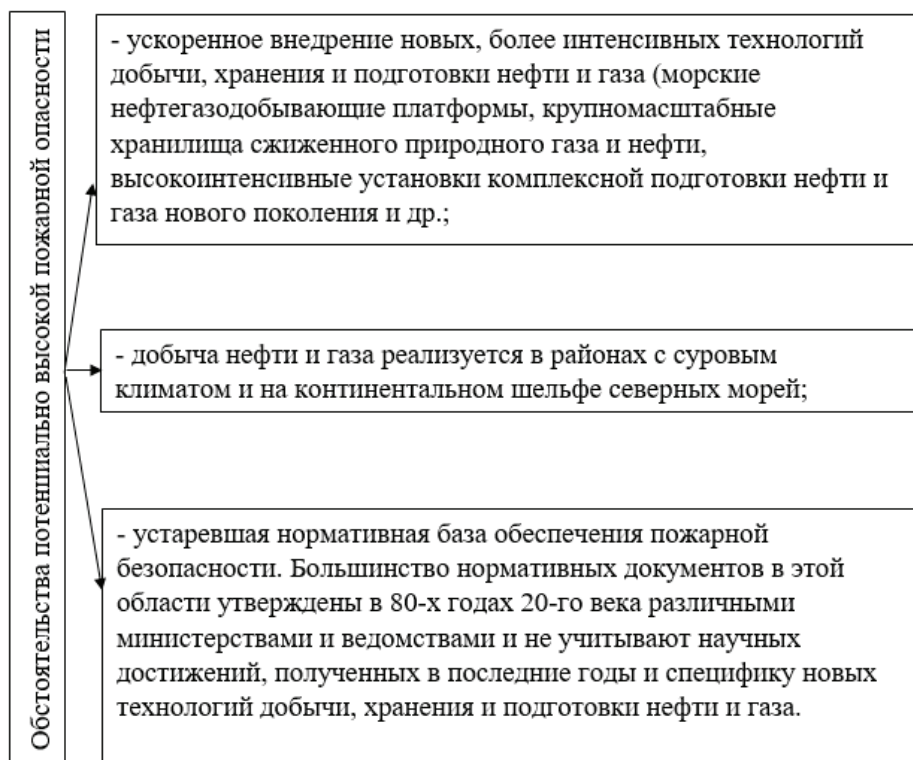 Обстоятельства потенциально высокой пожарной опасности
- ускоренное внедрение новых, более интенсивных технологий
добычи, хранения и подготовки нефти и газа (морские
нефтегазодобывающие платформы, крупномасштабные
хранилища сжиженного природного газа и нефти,
высокоинтенсивные установки комплексной подготовки нефти и
газа нового поколения и др.;
- добыча нефти и газа реализуется в районах с суровым
климатом и на континентальном шельфе северных морей;
- устаревшая нормативная база обеспечения пожарной
безопасности. Большинство нормативных документов в этой
области утверждены в 80-х годах 20-го века различными
министерствами и ведомствами и не учитывают научных
достижений, полученных в последние годы и специфику новых
технологий добычи, хранения и подготовки нефти и газа.